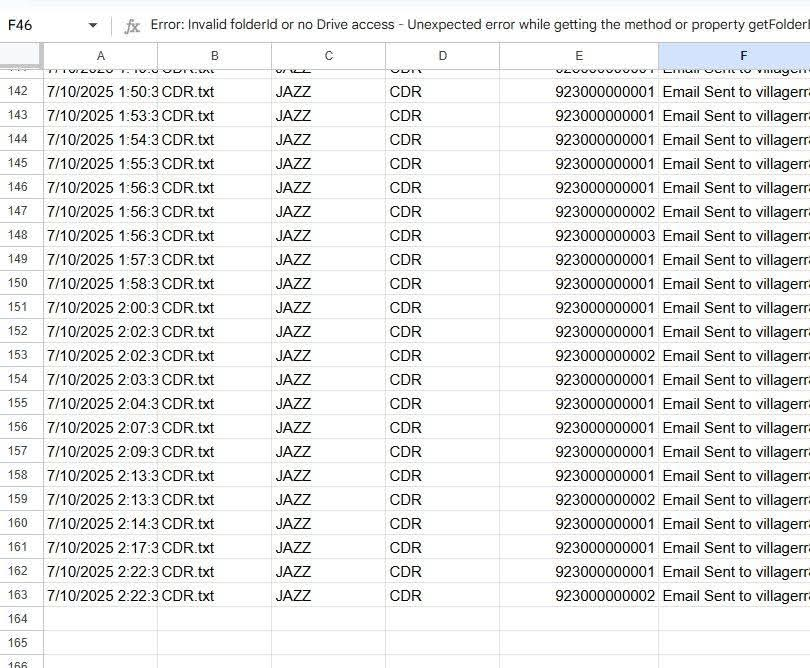 F46 fx Error: Invalid folderId or no Drive access - Unexpected error while getting the method or property getFolder
A B C D E F
142 7/10/2025 1:50:3 CDR.txt JAZZ CDR 923000000001 Email Sent to villagerr
143 7/10/2025 1:53:3 CDR.txt JAZZ CDR 923000000001 Email Sent to villagerr
144 7/10/2025 1:54:3 CDR.txt JAZZ CDR 923000000001 Email Sent to villagerr
145 7/10/2025 1:55:3 CDR.txt JAZZ CDR 923000000001 Email Sent to villagerr
146 7/10/2025 1:56:3 CDR.txt JAZZ CDR 923000000001 Email Sent to villagerr
147 7/10/2025 1:56:3 CDR.txt JAZZ CDR 923000000002 Email Sent to villagerr
148 7/10/2025 1:56:3 CDR.txt JAZZ CDR 923000000003 Email Sent to villagerr
149 7/10/2025 1:57:3 CDR.txt JAZZ CDR 923000000001 Email Sent to villagerr
150 7/10/2025 1:58:3 CDR.txt JAZZ CDR 923000000001 Email Sent to villagerr
151 7/10/2025 2:00:3 CDR.txt JAZZ CDR 923000000001 Email Sent to villagerr
152 7/10/2025 2:02:3 CDR.txt JAZZ CDR 923000000001 Email Sent to villagerr
153 7/10/2025 2:02:3 CDR.txt JAZZ CDR 923000000002 Email Sent to villagerr
154 7/10/2025 2:03:3 CDR.txt JAZZ CDR 923000000001 Email Sent to villagerr
155 7/10/2025 2:04:3 CDR.txt JAZZ CDR 923000000001 Email Sent to villagerr
156 7/10/2025 2:07:3 CDR.txt JAZZ CDR 923000000001 Email Sent to villagerr
157 7/10/2025 2:09:3 CDR.txt JAZZ CDR 923000000001 Email Sent to villagerr
158 7/10/2025 2:13:3 CDR.txt JAZZ CDR 923000000001 Email Sent to villagerr
159 7/10/2025 2:13:3 CDR.txt JAZZ CDR 923000000002 Email Sent to villagerr
160 7/10/2025 2:14:3 CDR.txt JAZZ CDR 923000000001 Email Sent to villagerr
161 7/10/2025 2:17:3 CDR.txt JAZZ CDR 923000000001 Email Sent to villagerr
162 7/10/2025 2:22:3 CDR.txt JAZZ CDR 923000000001 Email Sent to villagerr
163 7/10/2025 2:22:3 CDR.txt JAZZ CDR 923000000002 Email Sent to villagerr
164
165
166